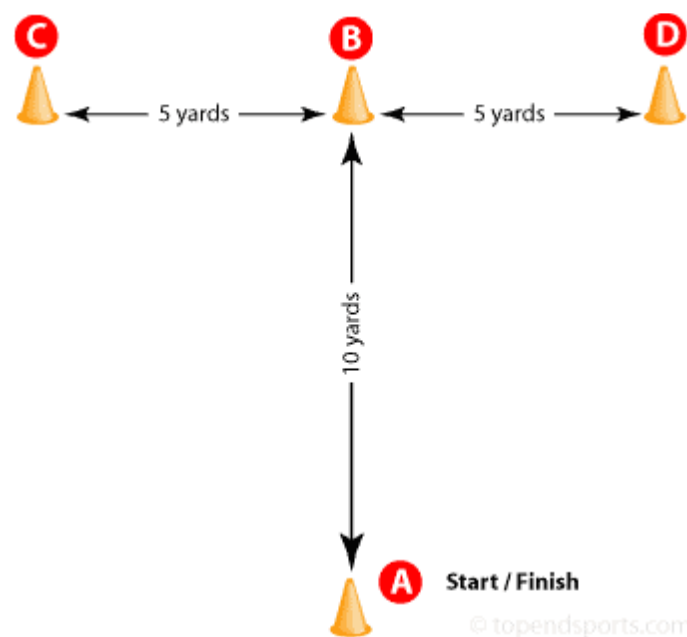 C B D
5 yards 5 yards
10 yards
A Start / Finish
© topendsports.com